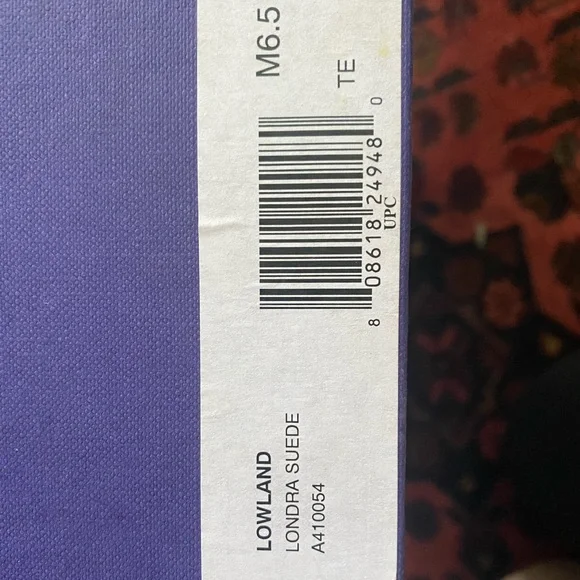 LOWLAND
LONDRA SUEDE
A410054
8 08618 24948 0
UPC
M6.5
TE